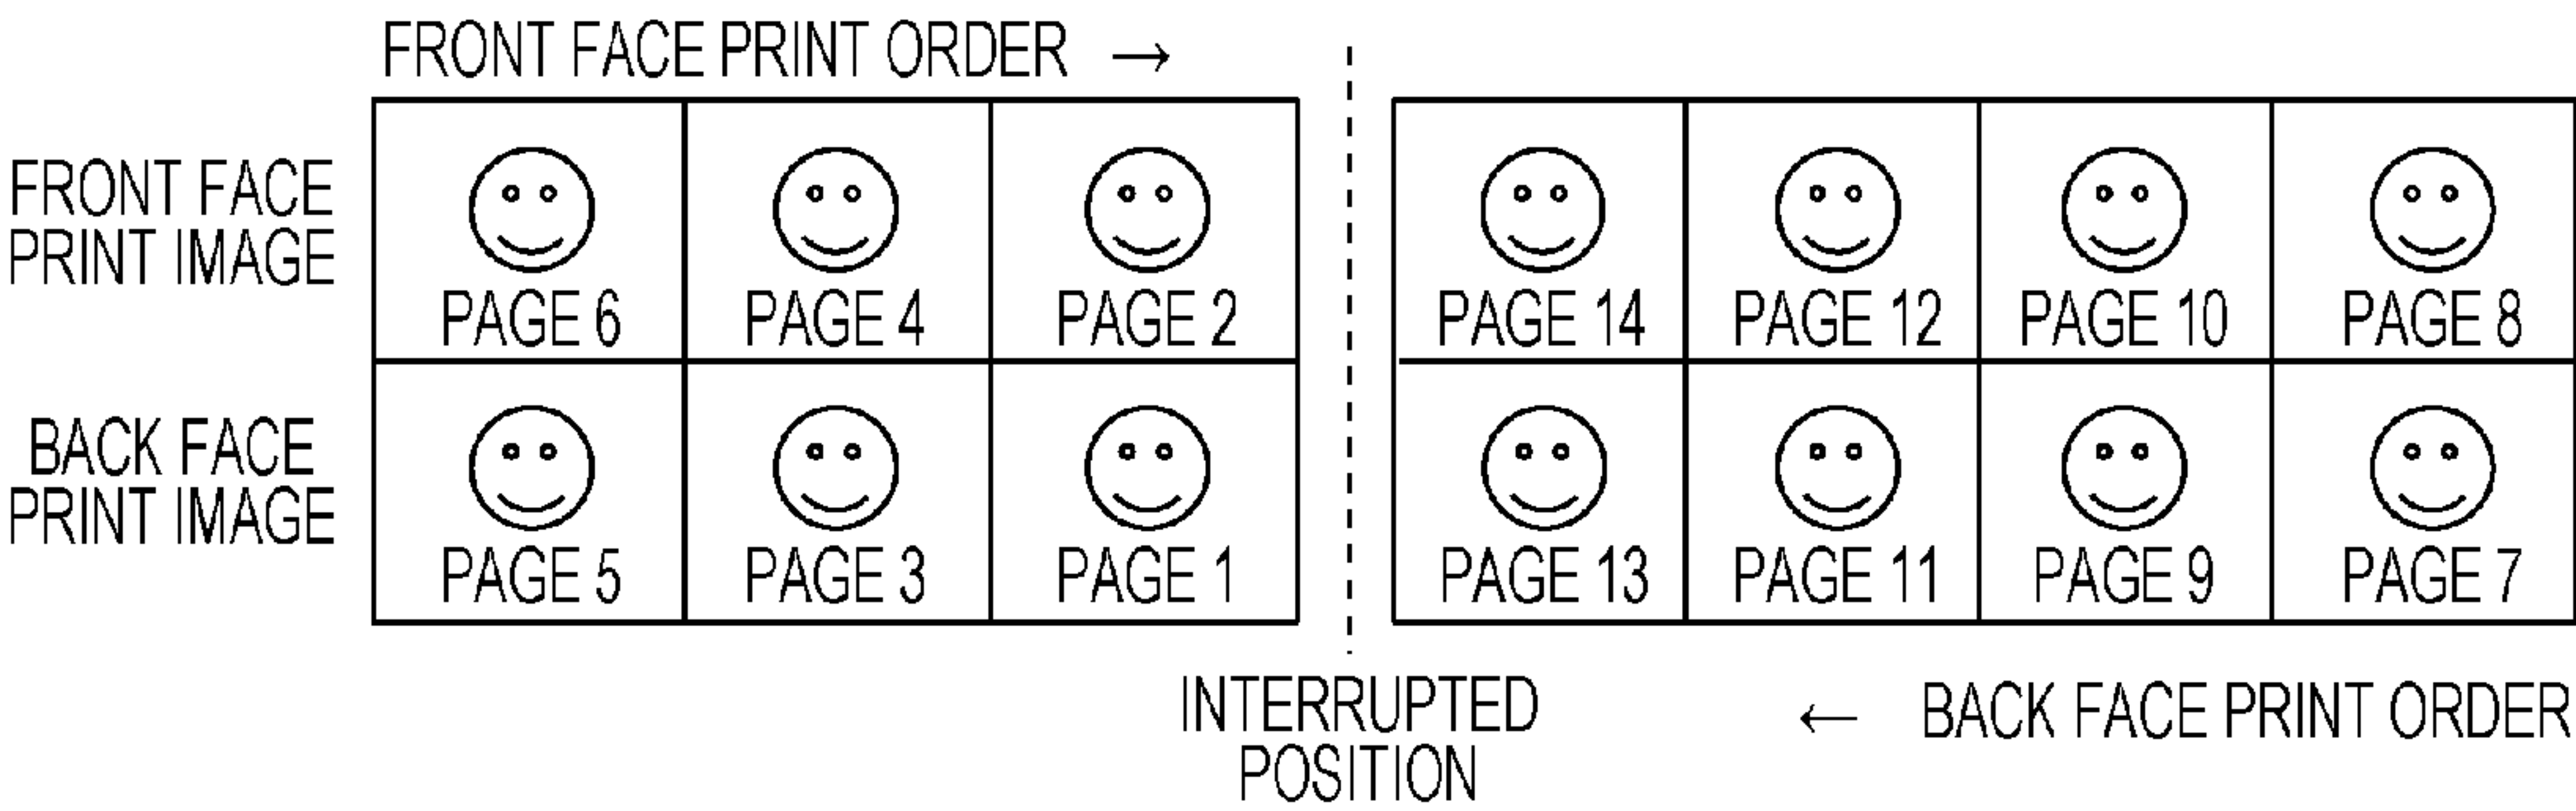 FRONT FACE PRINT ORDER →
FRONT FACE
PRINT IMAGE
PAGE 6 PAGE 4 PAGE 2 PAGE 14 PAGE 12 PAGE 10 PAGE 8
BACK FACE
PRINT IMAGE
PAGE 5 PAGE 3 PAGE 1 PAGE 13 PAGE 11 PAGE 9 PAGE 7
INTERRUPTED
POSITION
← BACK FACE PRINT ORDER